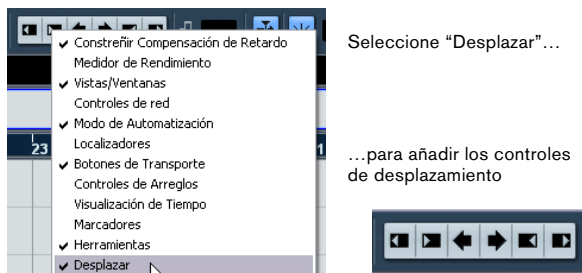 Constreñir Compensación de Retardo
Medidor de Rendimiento
Vistas/Ventanas
Controles de red
Modo de Automatización
Localizadores
Botones de Transporte
Controles de Arreglos
Visualización de Tiempo
Marcadores
Herramientas
Desplazar
23
1
Seleccione “Desplazar”…
…para añadir los controles
de desplazamiento